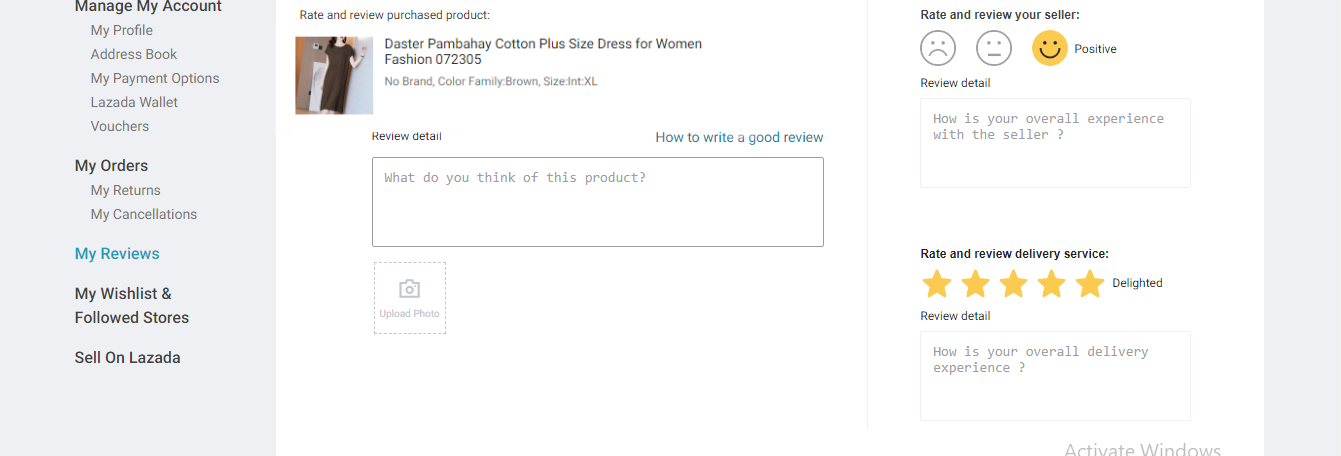 Manage My Account
My Profile
Address Book
My Payment Options
Lazada Wallet
Vouchers
My Orders
My Returns
My Cancellations
My Reviews
My Wishlist &
Followed Stores
Sell On Lazada
Rate and review purchased product:
Daster Pambahay Cotton Plus Size Dress for Women
Fashion 072305
No Brand, Color Family:Brown, Size:Int:XL
Review detail
How to write a good review
What do you think of this product?
Upload Photo
Rate and review your seller:
Positive
Review detail
How is your overall experience
with the seller ?
Rate and review delivery service:
Delighted
Review detail
How is your overall delivery
experience ?
Activate Windows